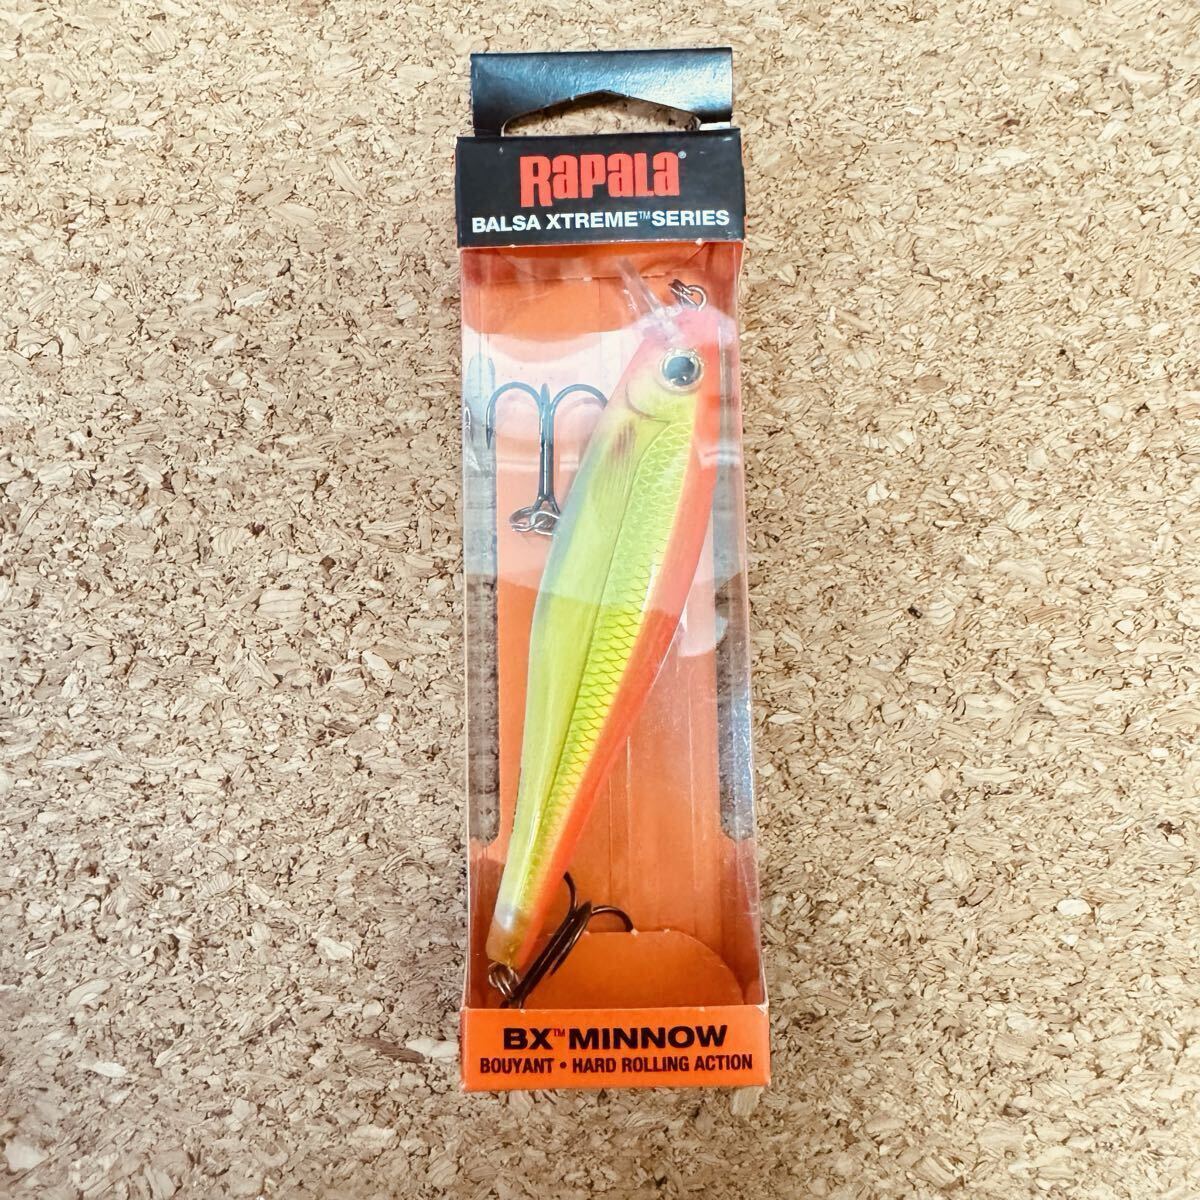 RAPALA®
BALSA XTREME™ SERIES
BX™ MINNOW
BOUYANT • HARD ROLLING ACTION